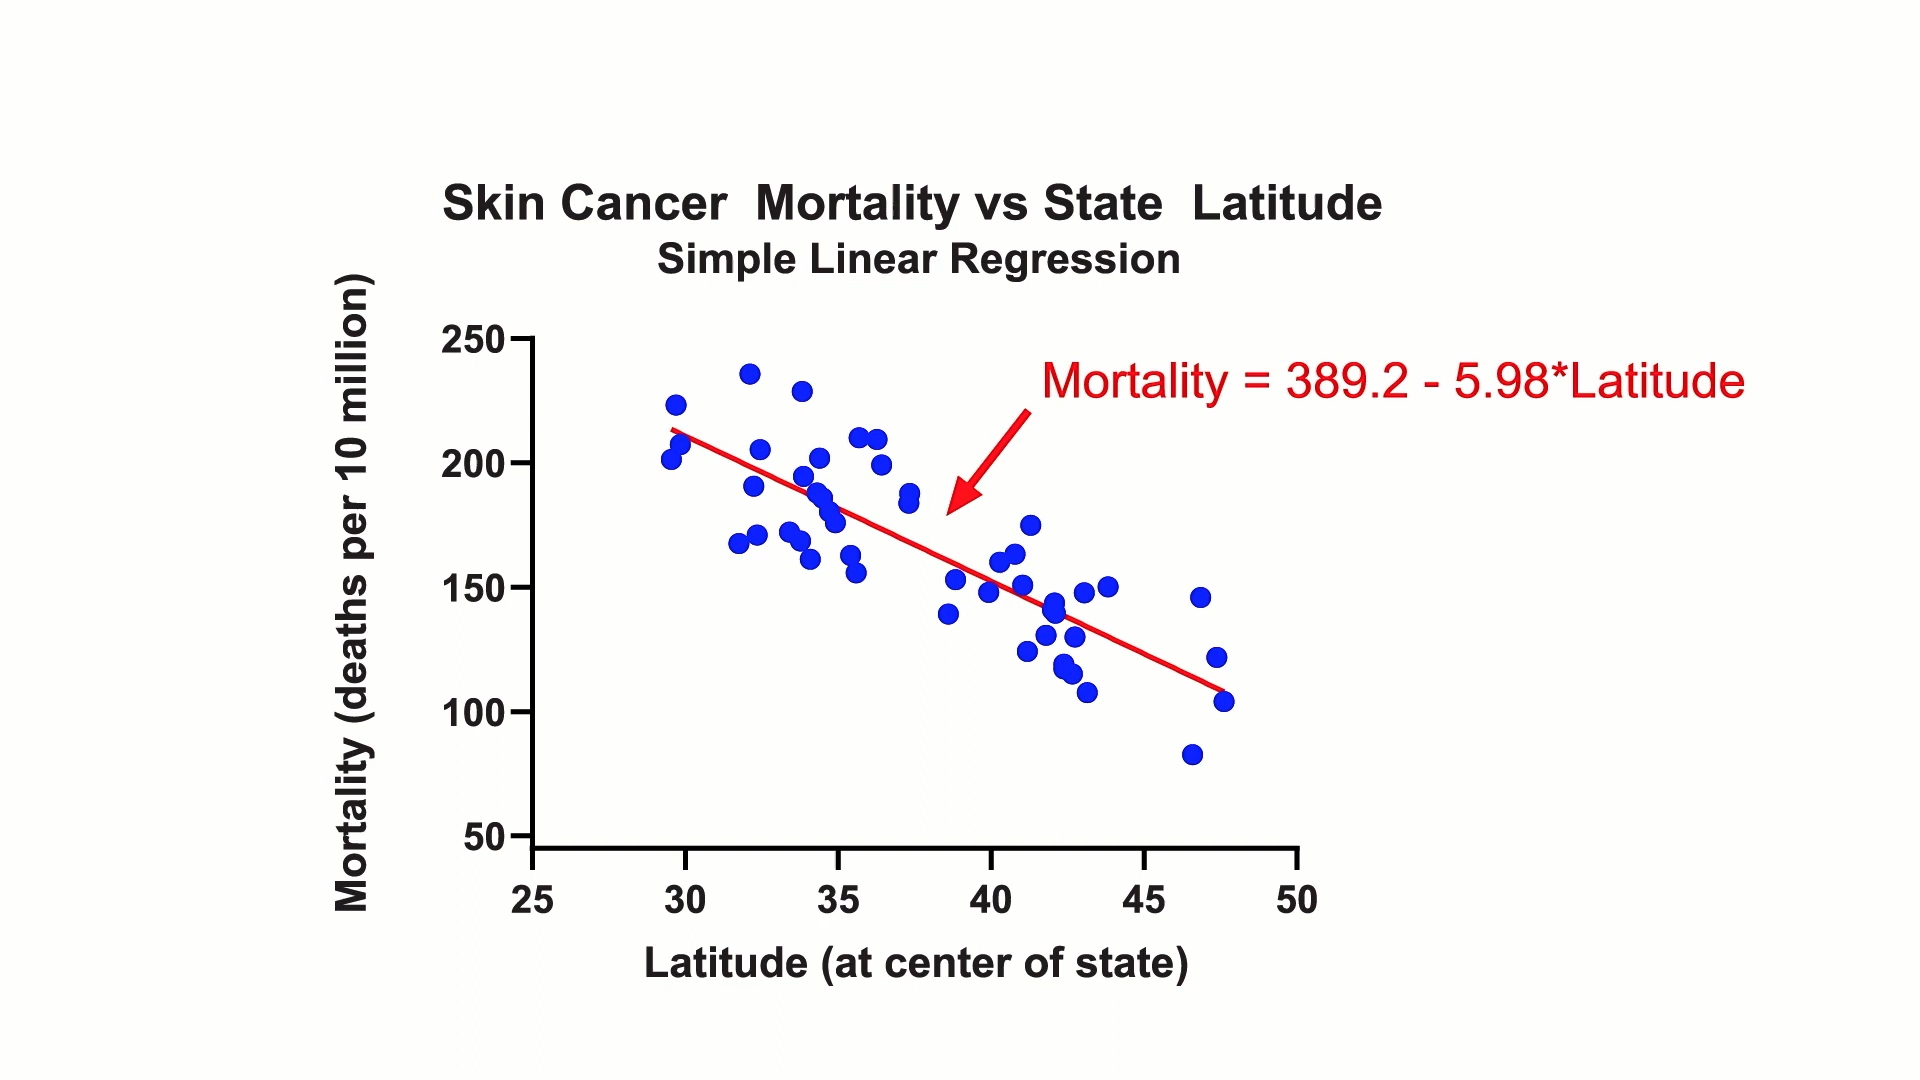 Skin Cancer  Mortality vs State  Latitude
Simple Linear Regression
Mortality (deaths per 10 million)
250
200
150
100
50
Mortality = 389.2 - 5.98*Latitude
25 30 35 40 45 50
Latitude (at center of state)